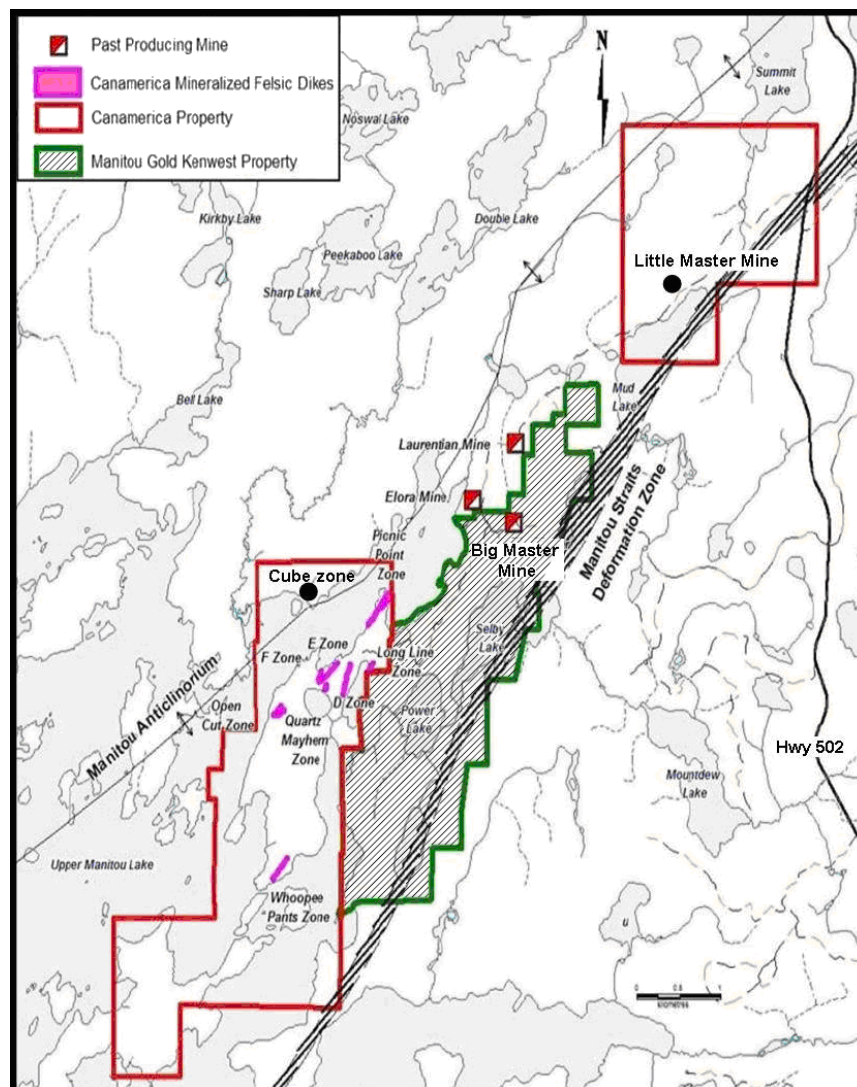 Past Producing Mine
Canamerica Mineralized Felsic Dikes
Canamerica Property
Manitou Gold Kenwest Property
N
Summit
Lake
Noswal Lake
Kirkby Lake
Double Lake
Peekaboo Lake
Sharp Lake
Little Master Mine
Bell Lake
Mud
Lake
Laurentian Mine
Elora Mine
Manitou Straits
Deformation Zone
Picnic
Point
Zone
Big Master
Mine
Cube zone
Selby
Lake
E Zone
F Zone
Long Line
Zone
D Zone
Open
Cut Zone
Quartz
Mayhem
Zone
Power
Lake
Manitou Anticlinorium
Hwy 502
Mountdew
Lake
Upper Manitou Lake
Whoopee
Pants Zone
u
0 0.5 1
kilometres